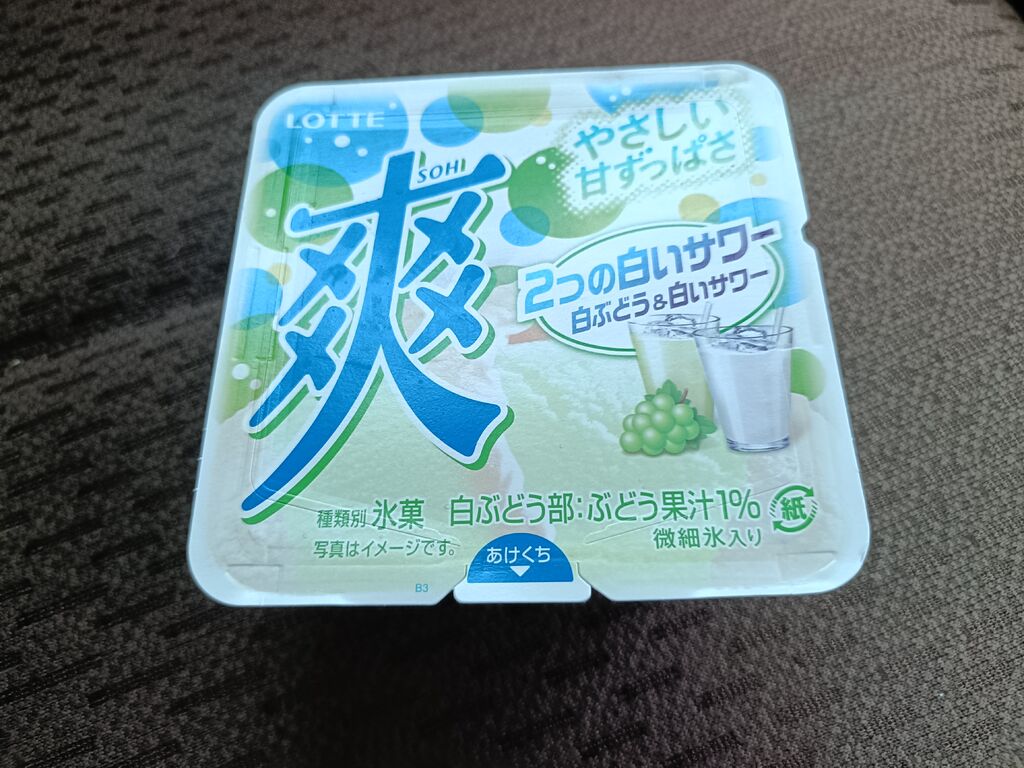 LOTTE
爽
SOHI
やさしい
甘ずっぱさ
2つの白いサワー
白ぶどう&白いサワー
種類別 氷菓 白ぶどう部:ぶどう果汁1%
紙
写真はイメージです。
微細氷入り
あけくち
B3